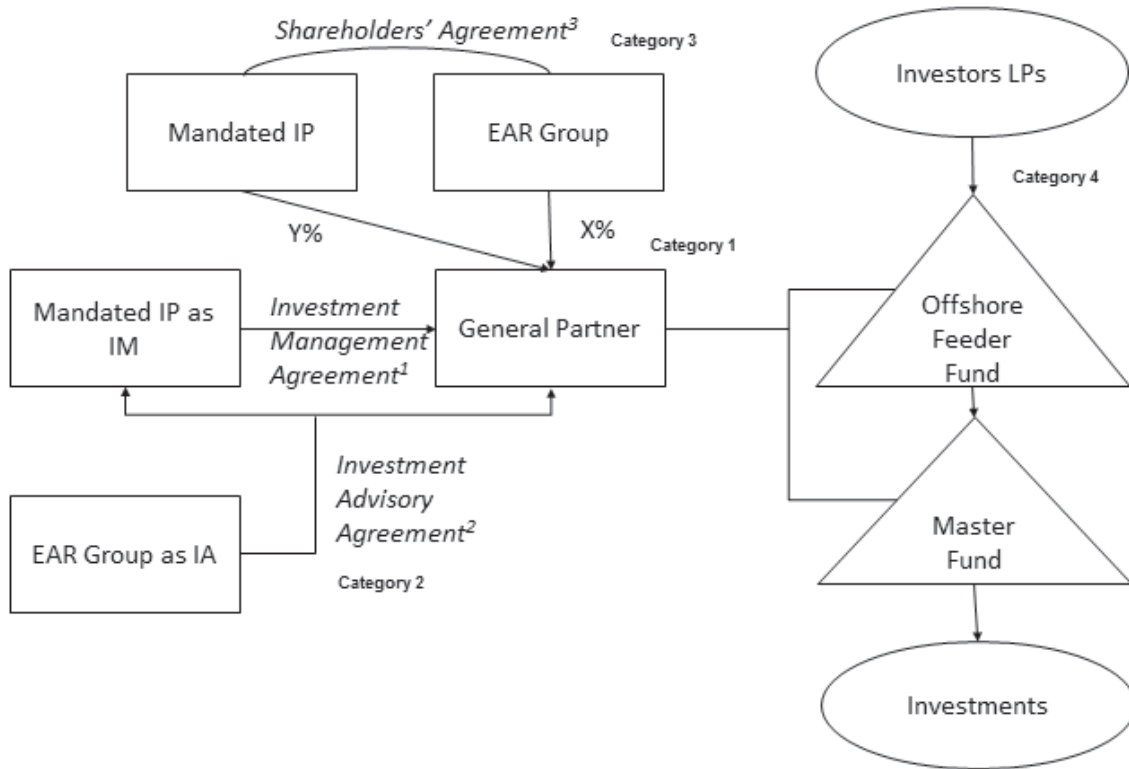 Shareholders’ Agreement³
Category 3
Investors LPs
Mandated IP
EAR Group
Category 4
Y%
X%
Category 1
Mandated IP as
IM
Investment
Management
Agreement¹
General Partner
Offshore
Feeder
Fund
Investment
Advisory
Agreement²
EAR Group as IA
Category 2
Master
Fund
Investments